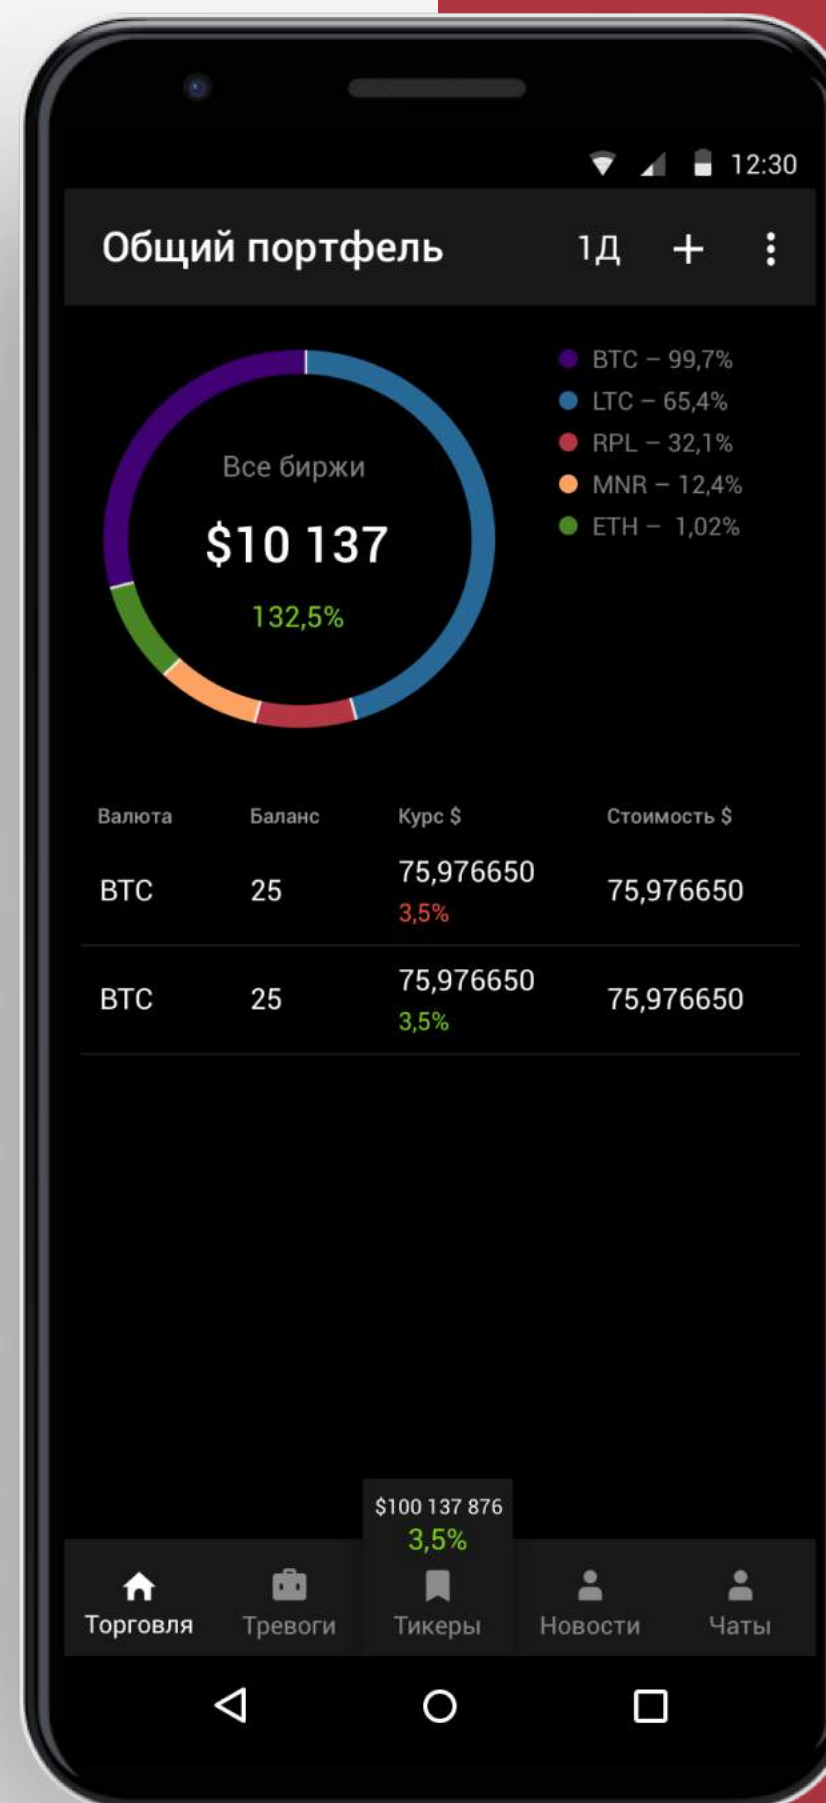 12:30
Общий портфель 1Д
BTC – 99,7%
LTC – 65,4%
RPL – 32,1%
MNR – 12,4%
ETH – 1,02%
Все биржи
$10 137
132,5%
Валюта Баланс Курс $ Стоимость $
BTC 25 75,976650 75,976650
3,5%
BTC 25 75,976650 75,976650
3,5%
$100 137 876
3,5%
Торговля Тревоги Тикеры Новости Чаты